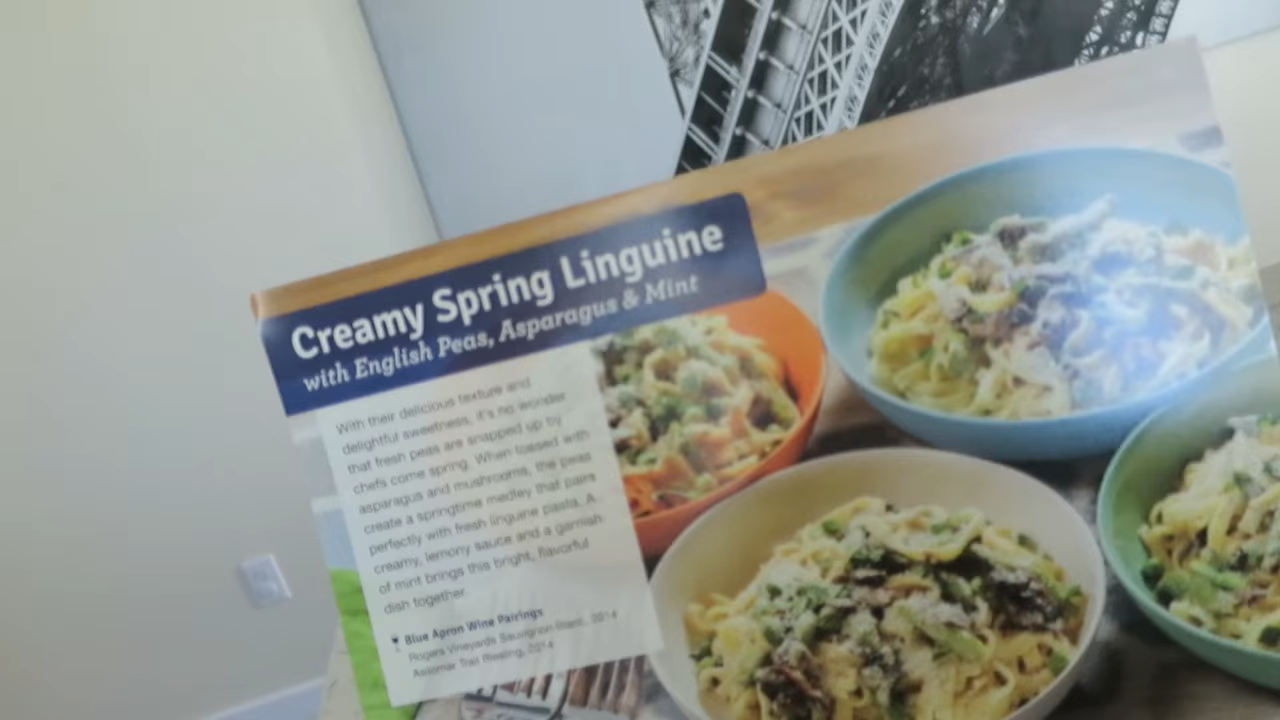 Creamy Spring Linguine
with English Peas, Asparagus & Mint
With their delicious texture and
delightful sweetness, it's no wonder
that fresh peas are snapped up by
chefs come spring. When tossed with
asparagus and mushrooms, the peas
create a springtime medley that pairs
perfectly with fresh linguine pasta. A
creamy, lemony sauce and a garnish
of mint brings this bright, flavorful
dish together.
Blue Apron Wine Pairings
Rogers Vineyards Sauvignon Blanc, 2014
Trail Riesling, 2014